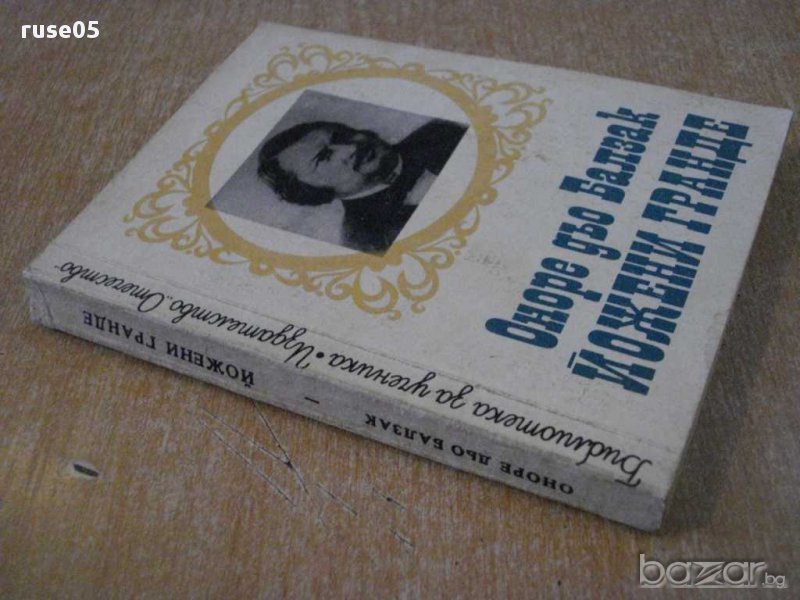 ruse05
Оноре дьо Балзак
ЙОЖЕНИ ГРАНДЕ
Библиотека за ученика • Издателство „Отечество“
ОНОРЕ ДЬО БАЛЗАК – ЙОЖЕНИ ГРАНДЕ
bazar.bg